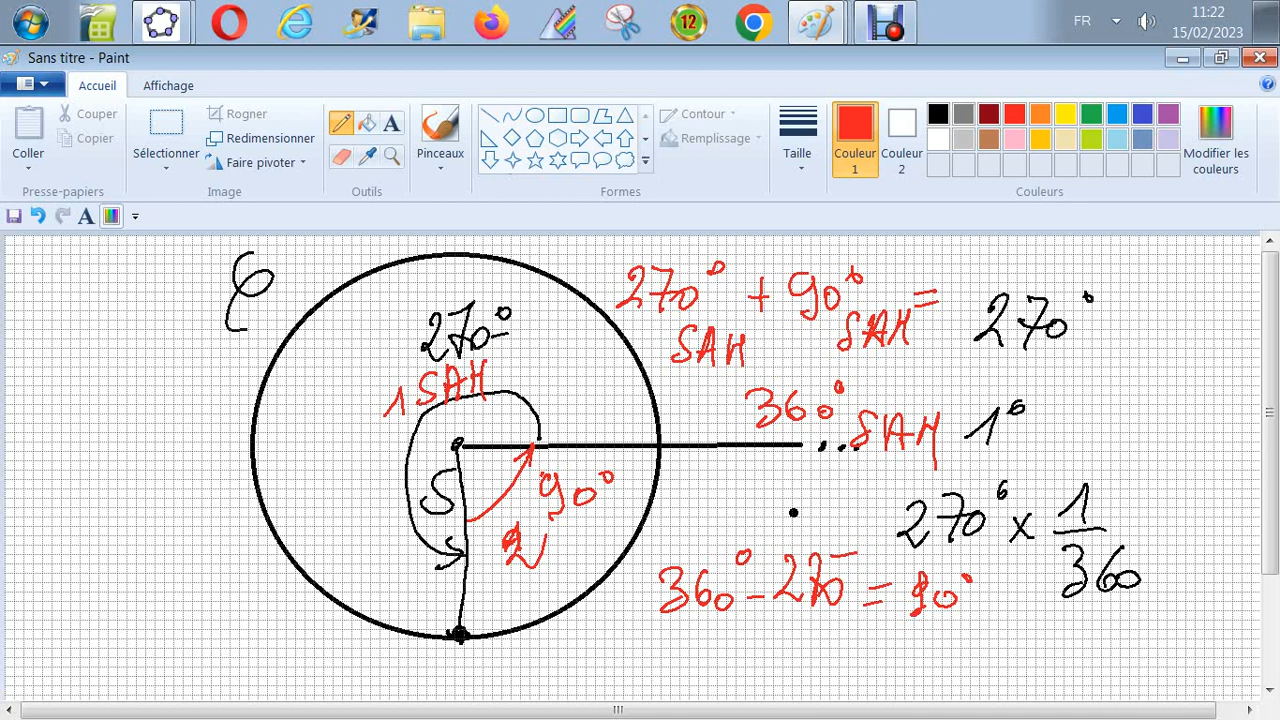 12
FR
11:22
15/02/2023
Sans titre - Paint
Accueil
Affichage
Coller
Couper
Copier
Presse-papiers
Sélectionner
Rogner
Redimensionner
Faire pivoter
Image
A
Outils
Pinceaux
Contour
Remplissage
Formes
Taille
Couleur 1
Couleur 2
Modifier les couleurs
Couleurs
A
270° + 90° = 270°
SAH SAH
270°
1 SAH
360° SAH 1°
S
90°
2
270° × 1
360
360° - 270 = 90°